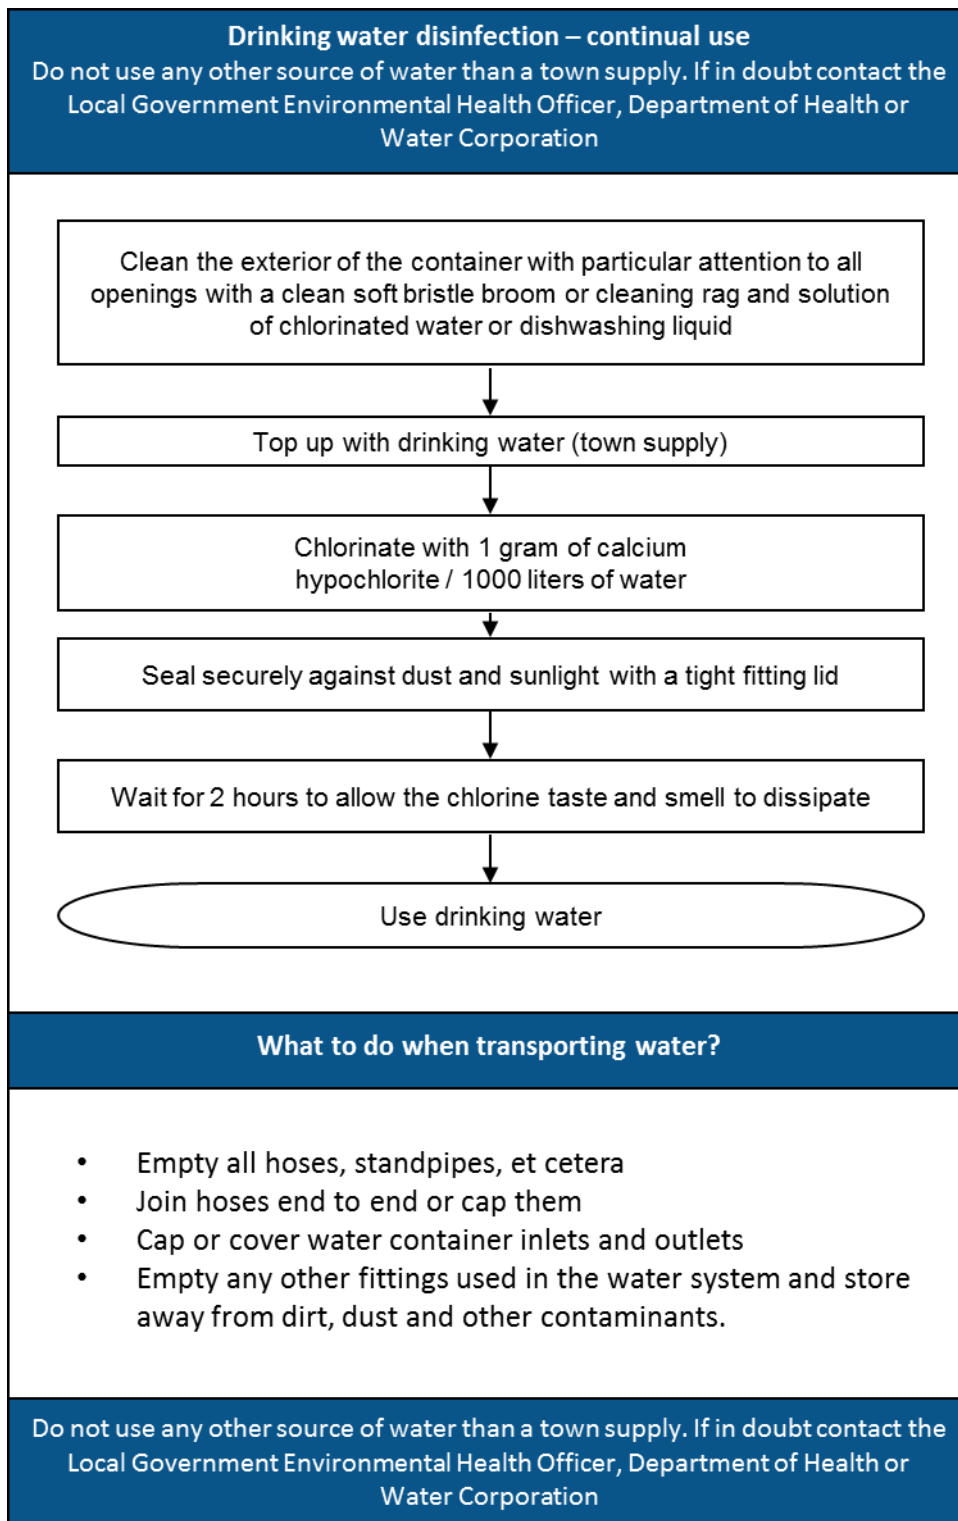 Drinking water disinfection – continual use
Do not use any other source of water than a town supply. If in doubt contact the
Local Government Environmental Health Officer, Department of Health or
Water Corporation
Clean the exterior of the container with particular attention to all
openings with a clean soft bristle broom or cleaning rag and solution
of chlorinated water or dishwashing liquid
Top up with drinking water (town supply)
Chlorinate with 1 gram of calcium
hypochlorite / 1000 liters of water
Seal securely against dust and sunlight with a tight fitting lid
Wait for 2 hours to allow the chlorine taste and smell to dissipate
Use drinking water
What to do when transporting water?
• Empty all hoses, standpipes, et cetera
• Join hoses end to end or cap them
• Cap or cover water container inlets and outlets
• Empty any other fittings used in the water system and store
away from dirt, dust and other contaminants.
Do not use any other source of water than a town supply. If in doubt contact the
Local Government Environmental Health Officer, Department of Health or
Water Corporation